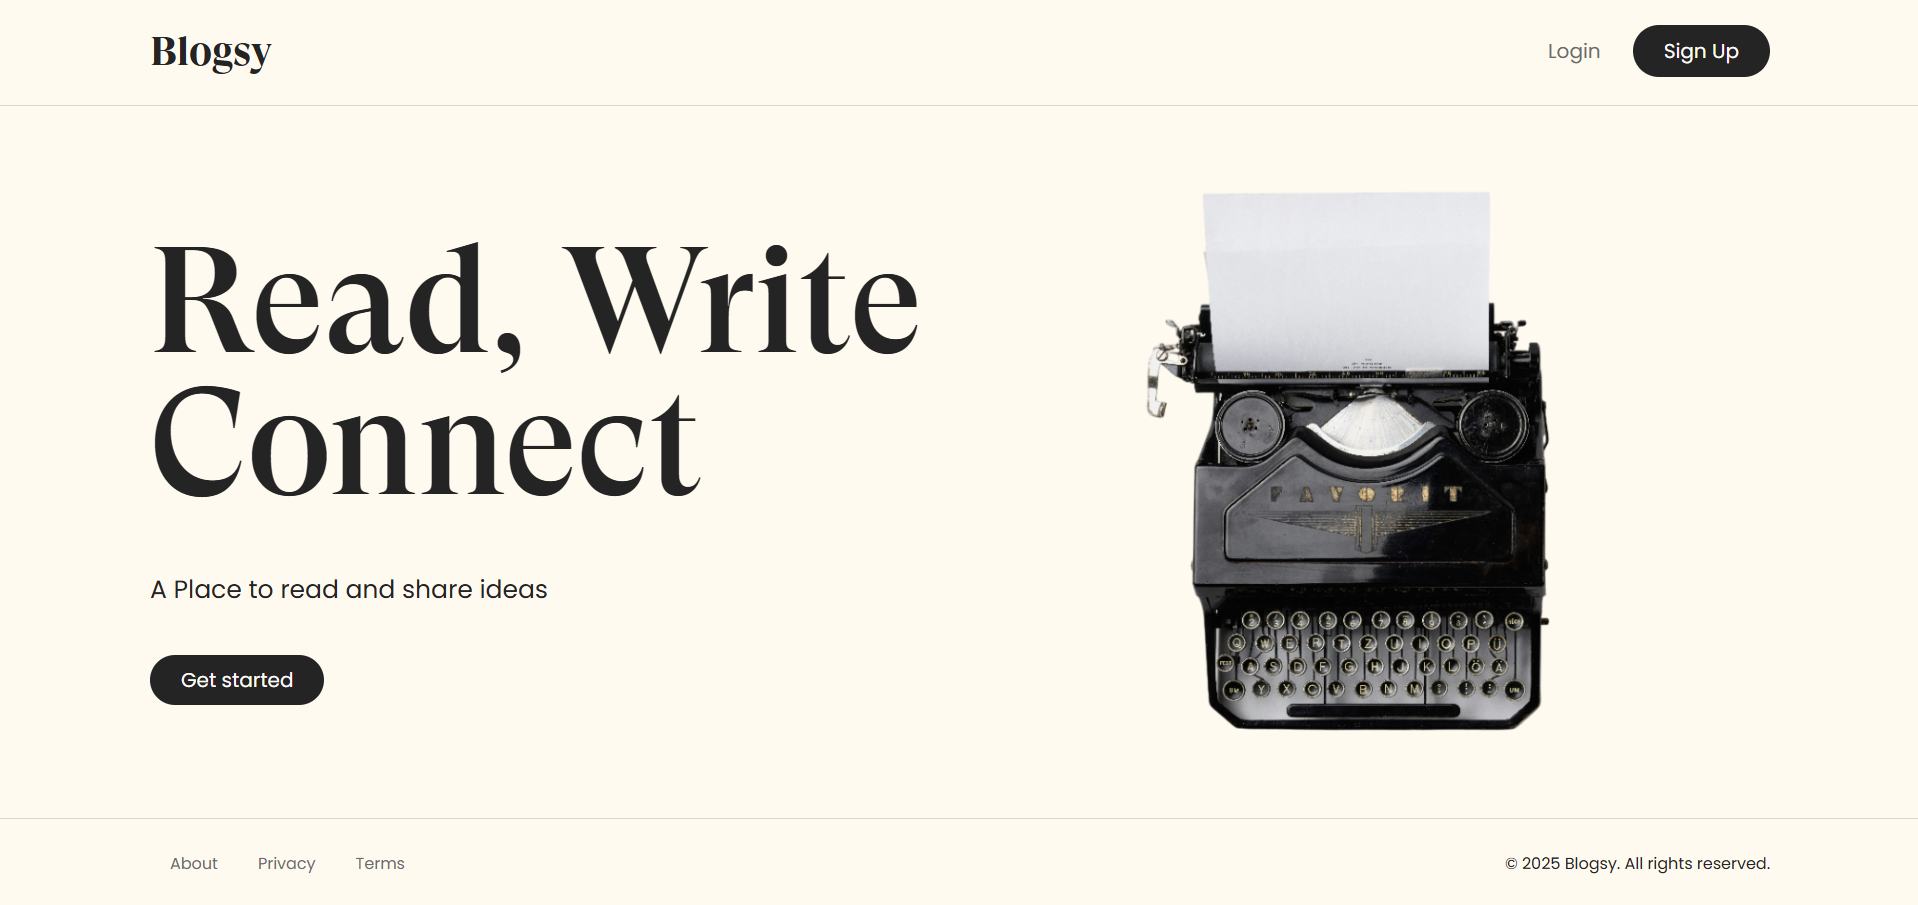 Blogsy
Login
Sign Up
Read, Write
Connect
A Place to read and share ideas
Get started
FAVORIT
Q W E R T Z U I O P Ü
A S D F G H J K L Ö Ä
Y X C V B N M
About
Privacy
Terms
© 2025 Blogsy. All rights reserved.